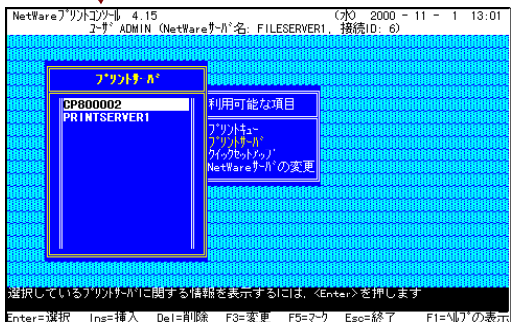 NetWareﾌﾟﾘﾝﾄｺﾝｿｰﾙ 4.15 (水) 2000 - 11 - 1 13:01
ﾕｰｻﾞ ADMIN (NetWareｻｰﾊﾞ名: FILESERVER1, 接続ID: 6)
ﾌﾟﾘﾝﾄｻｰﾊﾞ
CP800002
PRINTSERVER1
利用可能な項目
ﾌﾟﾘﾝﾄｷｭｰ
ﾌﾟﾘﾝﾄｻｰﾊﾞ
ｸｲｯｸｾｯﾄｱｯﾌﾟ
NetWareｻｰﾊﾞの変更
選択しているﾌﾟﾘﾝﾄｻｰﾊﾞに関する情報を表示するには、<Enter>を押します
Enter=選択 Ins=挿入 Del=削除 F3=変更 F5=ﾏｰｸ Esc=終了 F1=ﾍﾙﾌﾟの表示